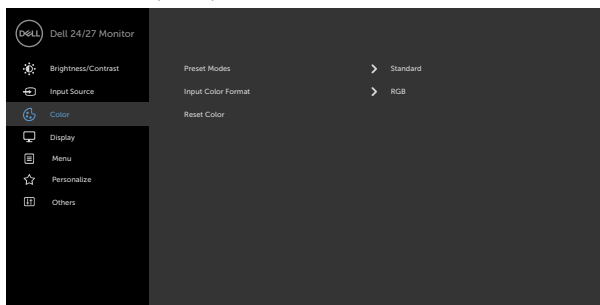 DELL Dell 24/27 Monitor
Brightness/Contrast Preset Modes Standard
Input Source Input Color Format RGB
Color Reset Color
Display
Menu
Personalize
Others